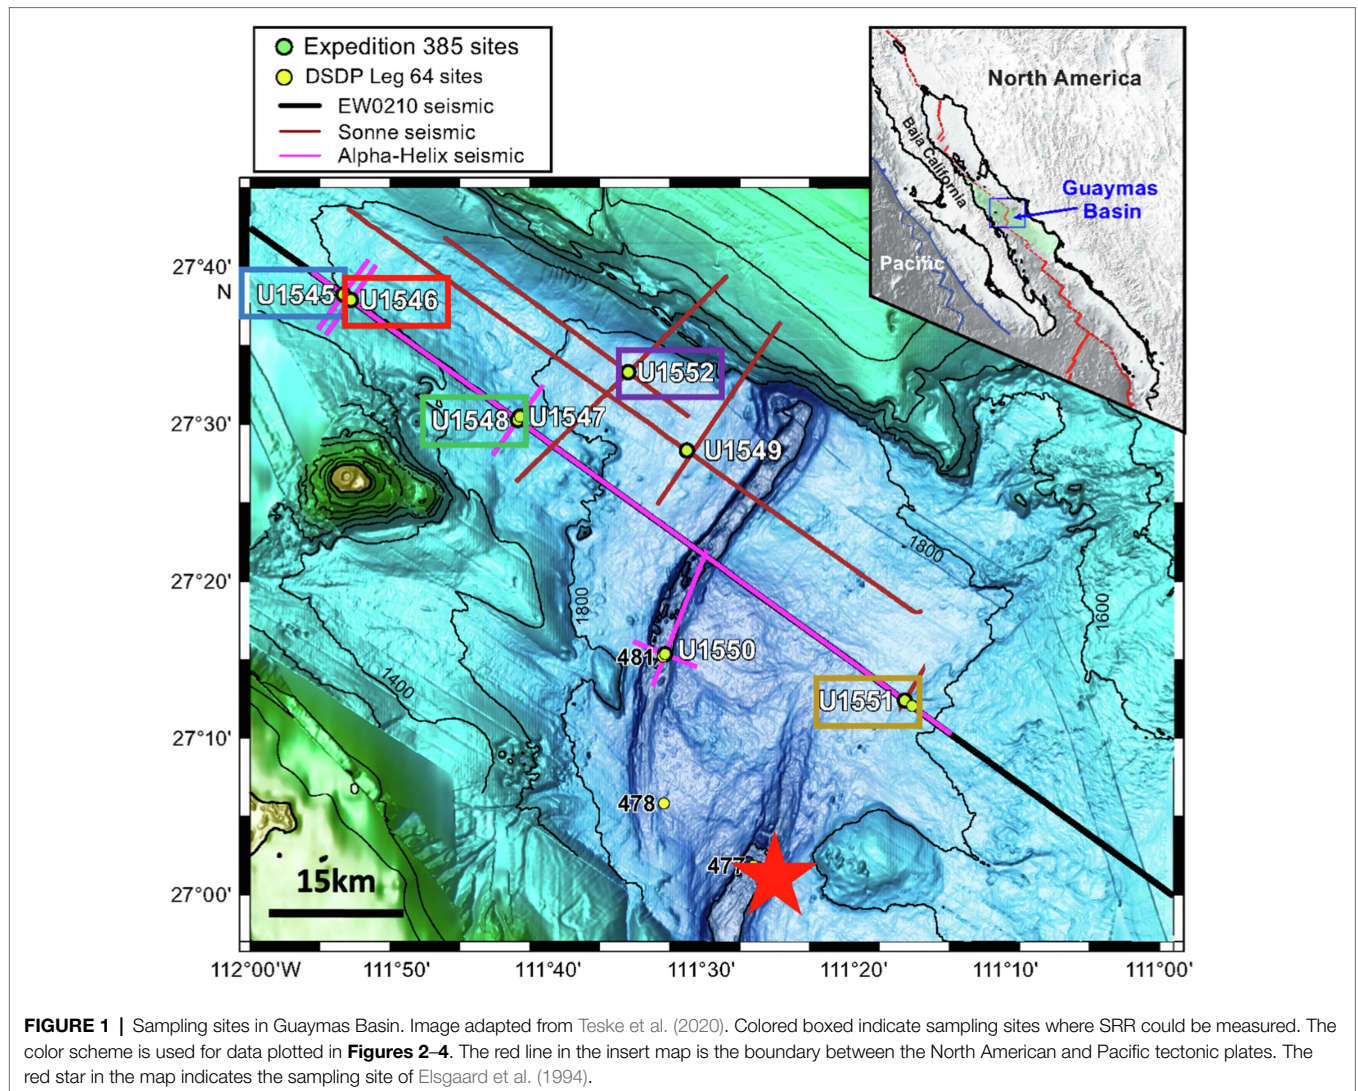 Expedition 385 sites
DSDP Leg 64 sites
EW0210 seismic
Sonne seismic
Alpha-Helix seismic
North America
Baja California
Guaymas
Basin
Pacific
27°40'
N
27°30'
27°20'
27°10'
27°00'
U1545
U1546
U1552
U1548
U1547
U1549
1800
1800
1600
481
U1550
1400
U1551
478
477
15km
112°00'W
111°50'
111°40'
111°30'
111°20'
111°10'
111°00'
FIGURE 1 | Sampling sites in Guaymas Basin. Image adapted from Teske et al. (2020). Colored boxed indicate sampling sites where SRR could be measured. The
color scheme is used for data plotted in Figures 2–4. The red line in the insert map is the boundary between the North American and Pacific tectonic plates. The
red star in the map indicates the sampling site of Elsgaard et al. (1994).